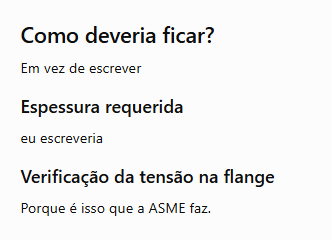 Como deveria ficar?
Em vez de escrever
Espessura requerida
eu escreveria
Verificação da tensão na flange
Porque é isso que a ASME faz.